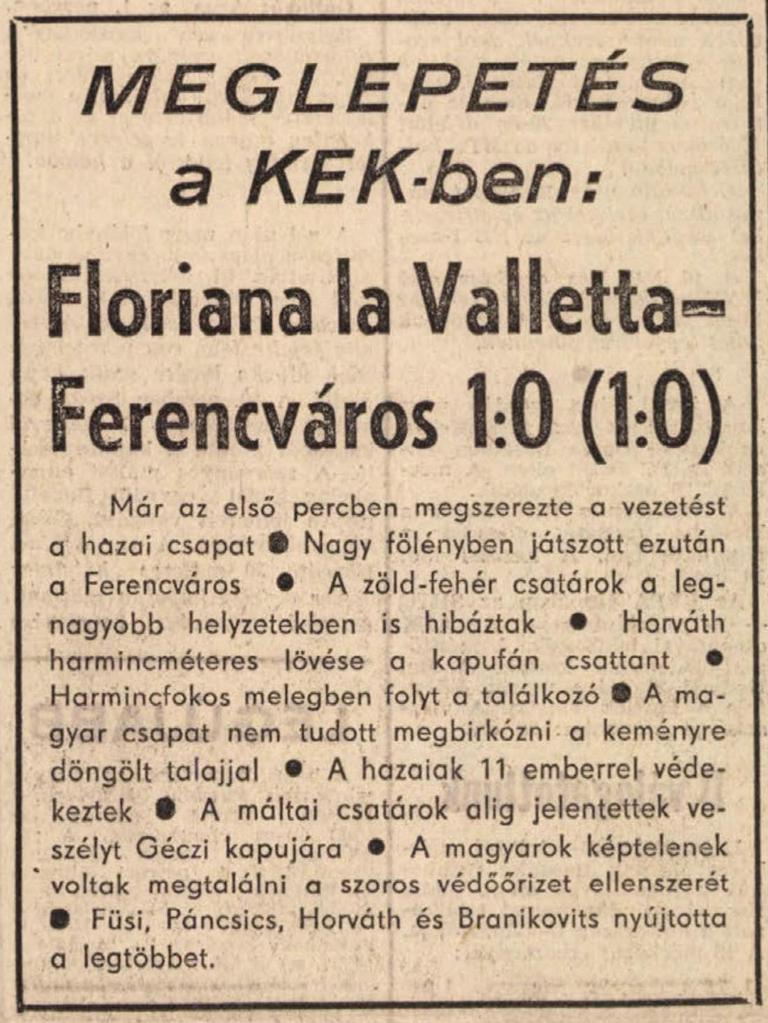 MEGLEPETÉS
a KEK-ben:
Floriana la Valletta–
Ferencváros 1:0 (1:0)
Már az első percben megszerezte a vezetést
a hazai csapat ● Nagy fölényben játszott ezután
a Ferencváros ● A zöld-fehér csatárok a leg-
nagyobb helyzetekben is hibáztak ● Horváth
harmincméteres lövése a kapufán csattant ●
Harmincfokos melegben folyt a találkozó ● A ma-
gyar csapat nem tudott megbirkózni a keményre
döngölt talajjal ● A hazaiak 11 emberrel véde-
keztek ● A máltai csatárok alig jelentettek ve-
szélyt Géczi kapujára ● A magyarok képtelenek
voltak megtalálni a szoros védőőrizet ellenszerét
● Füsi, Páncsics, Horváth és Branikovits nyújtotta
a legtöbbet.